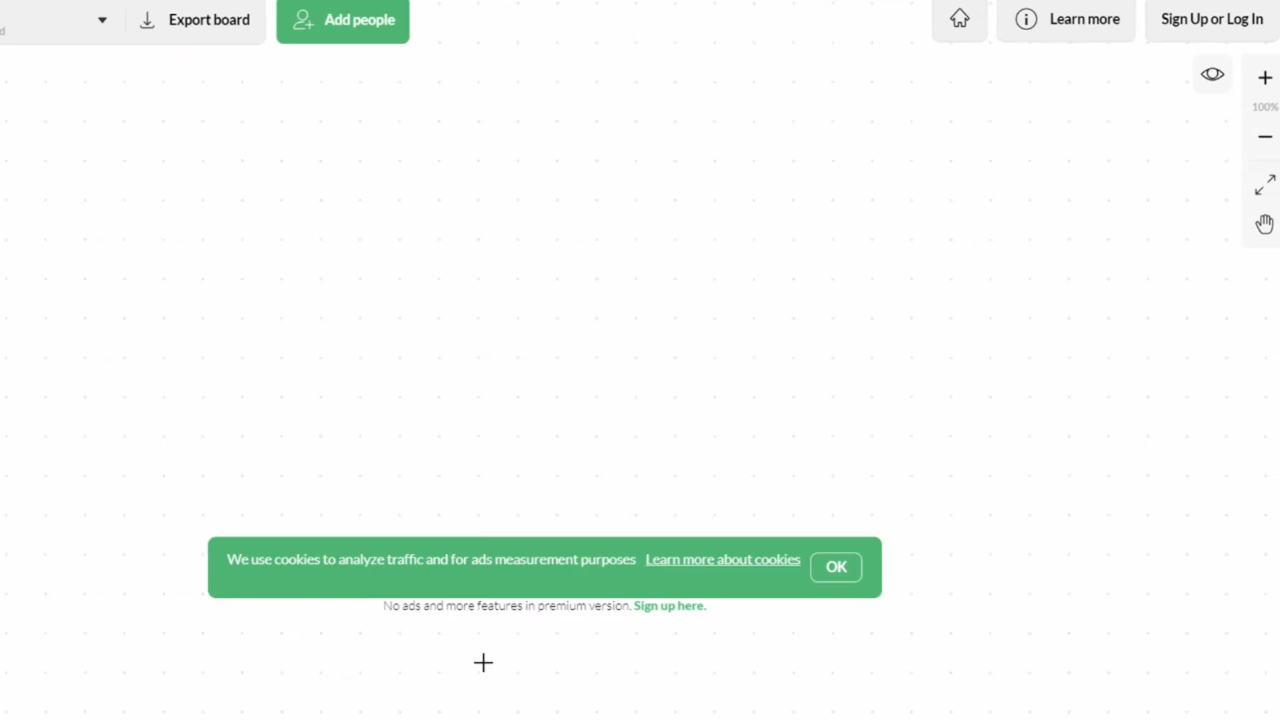 Export board
Add people
Learn more
Sign Up or Log In
100%
We use cookies to analyze traffic and for ads measurement purposes Learn more about cookies OK
No ads and more features in premium version. Sign up here.